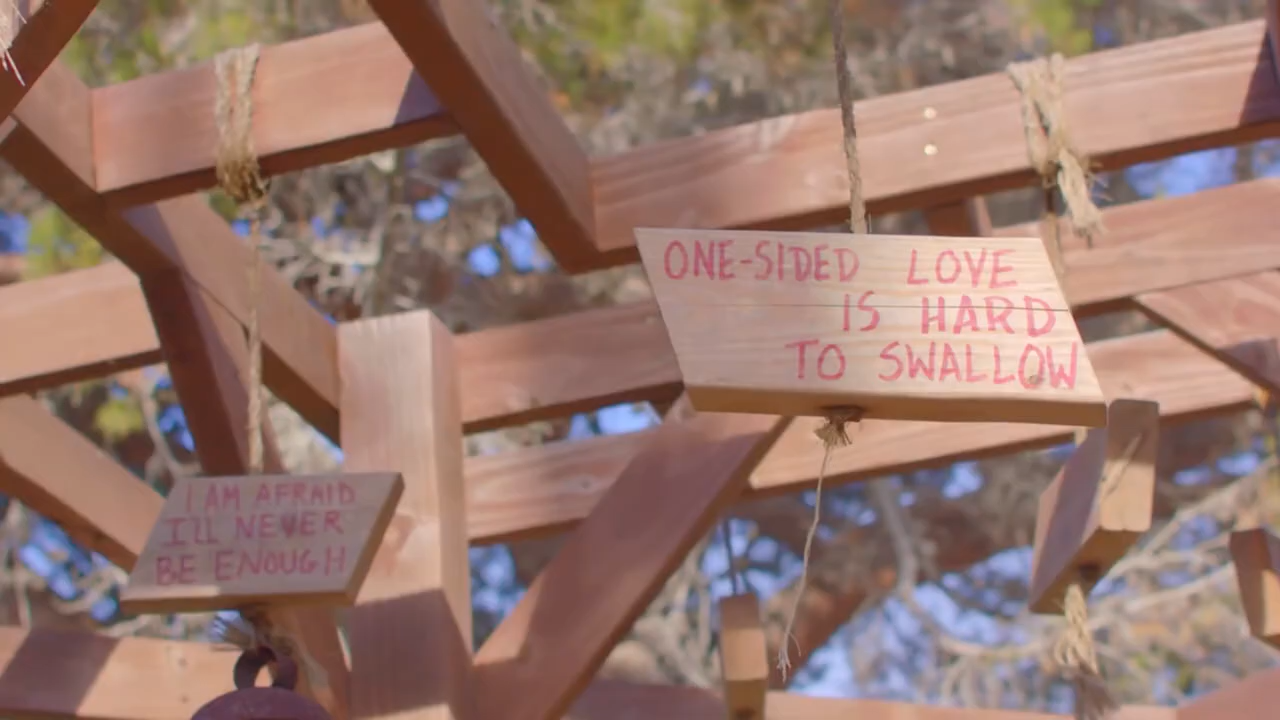 ONE-SIDED LOVE
IS HARD
TO SWALLOW
I AM AFRAID
I'LL NEVER
BE ENOUGH